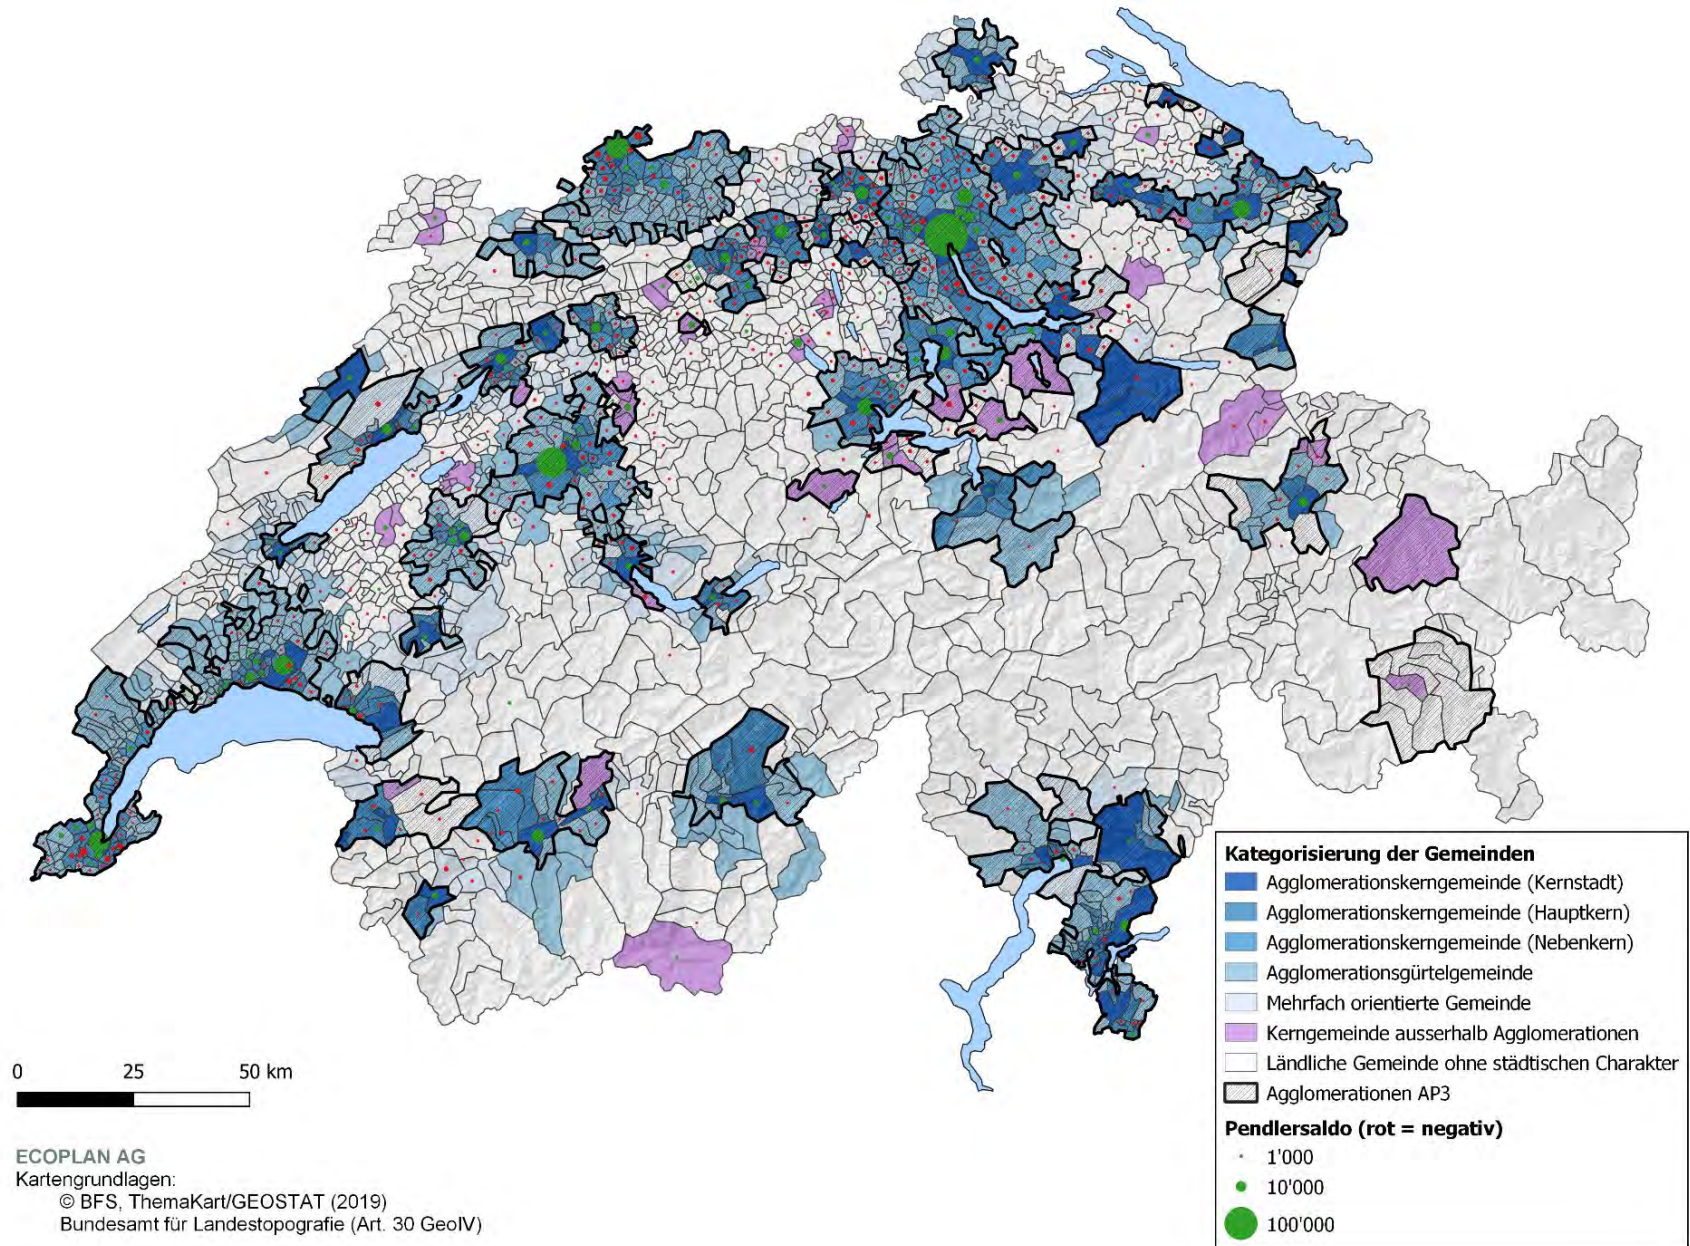 Kategorisierung der Gemeinden
Agglomerationskerngemeinde (Kernstadt)
Agglomerationskerngemeinde (Hauptkern)
Agglomerationskerngemeinde (Nebenkern)
Agglomerationsgürtelgemeinde
Mehrfach orientierte Gemeinde
Kerngemeinde ausserhalb Agglomerationen
Ländliche Gemeinde ohne städtischen Charakter
Agglomerationen AP3
Pendlersaldo (rot = negativ)
1'000
10'000
100'000
0 25 50 km
ECOPLAN AG
Kartengrundlagen:
© BFS, ThemaKart/GEOSTAT (2019)
Bundesamt für Landestopografie (Art. 30 GeoIV)